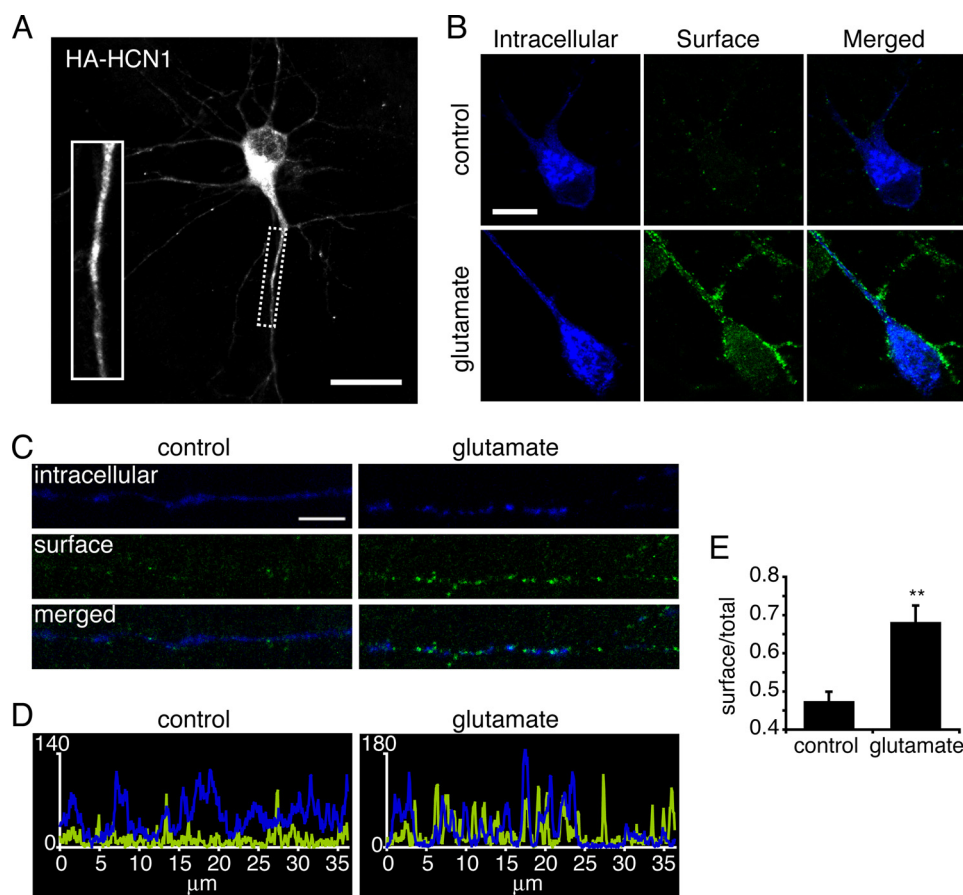 A
HA-HCN1
B
Intracellular Surface Merged
control
glutamate
C
control glutamate
intracellular
surface
merged
D
control glutamate
140
0
0 5 10 15 20 25 30 35
μm
180
0
0 5 10 15 20 25 30 35
μm
E
surface/total
0.8
0.7
0.6
0.5
0.4
**
control glutamate